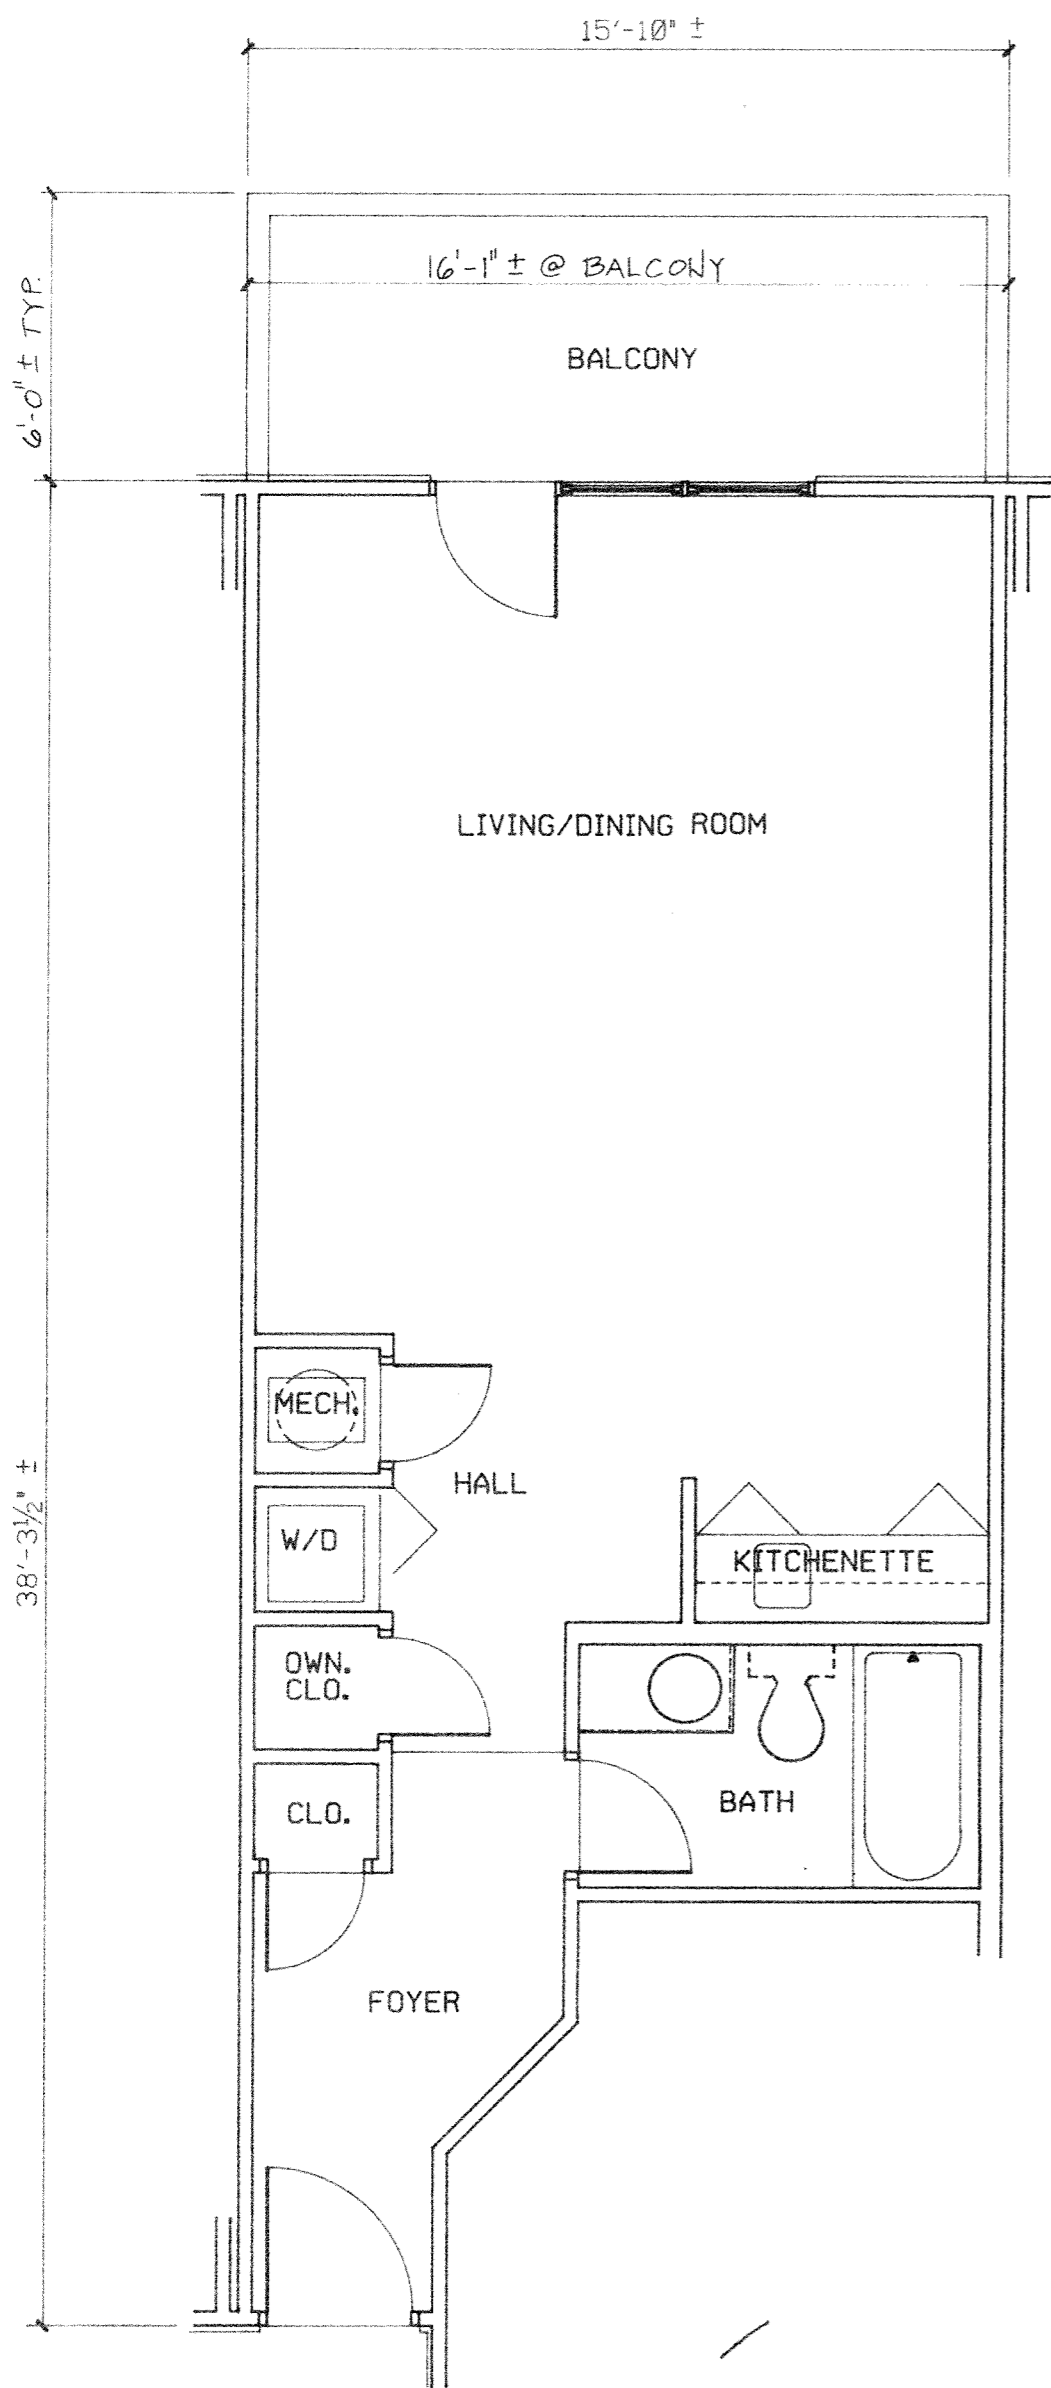 15'-10" ±
16'-1" ± @ BALCONY
6'-0" ± TYP.
BALCONY
LIVING/DINING ROOM
MECH.
HALL
38'-3½" ±
W/D
KITCHENETTE
OWN.
CLO.
BATH
CLO.
FOYER